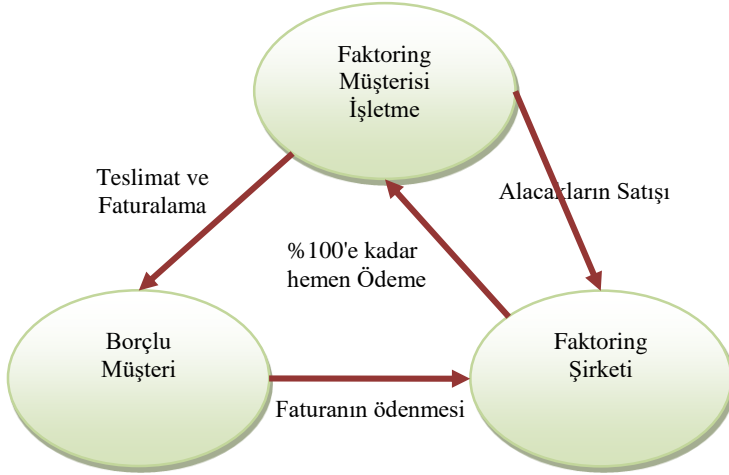 Faktoring
Müşterisi
İşletme
Teslimat ve
Faturalama
Alacakların Satışı
%100'e kadar
hemen Ödeme
Borçlu
Müşteri
Faktoring
Şirketi
Faturanın ödenmesi